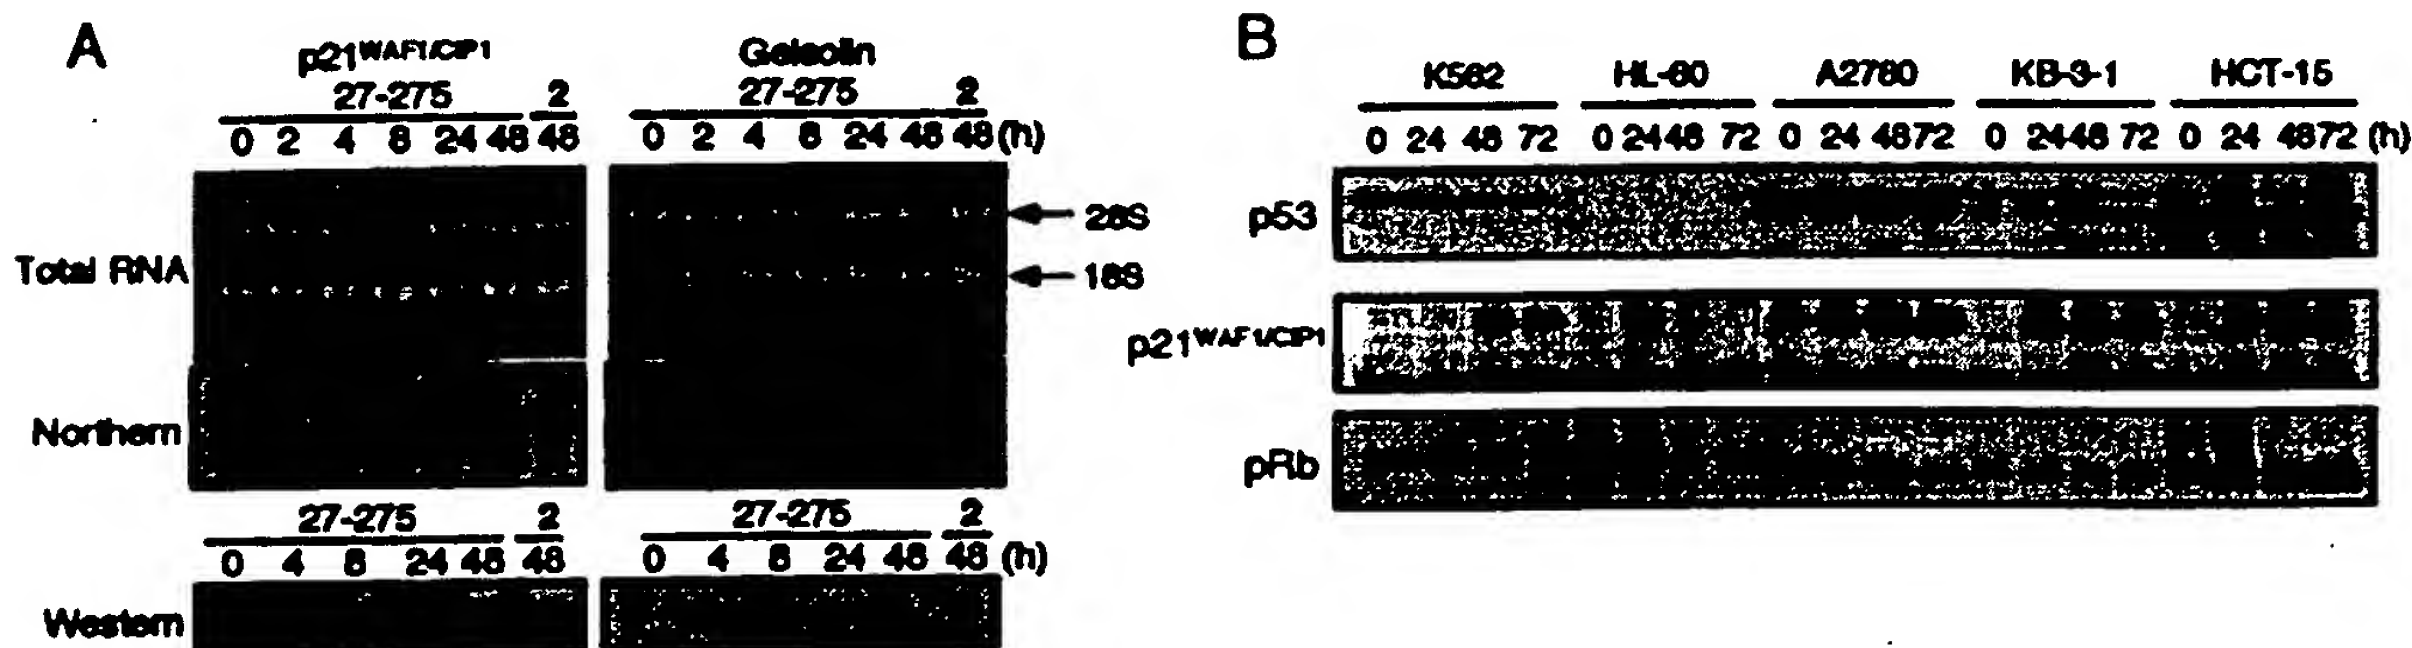 A
B
p21WAF1/CIP1
Gelsolin
27-275 2
27-275 2
0 2 4 8 24 48 48
0 2 4 8 24 48 48 (h)
K562 HL-60 A2780 KB-3-1 HCT-15
0 24 48 72 0 24 48 72 0 24 48 72 0 24 48 72 0 24 48 72 (h)
Total RNA
28S
18S
Northern
27-275 2
27-275 2
0 4 8 24 48 48
0 4 8 24 48 48 (h)
Western
p53
p21WAF1/CIP1
pRb